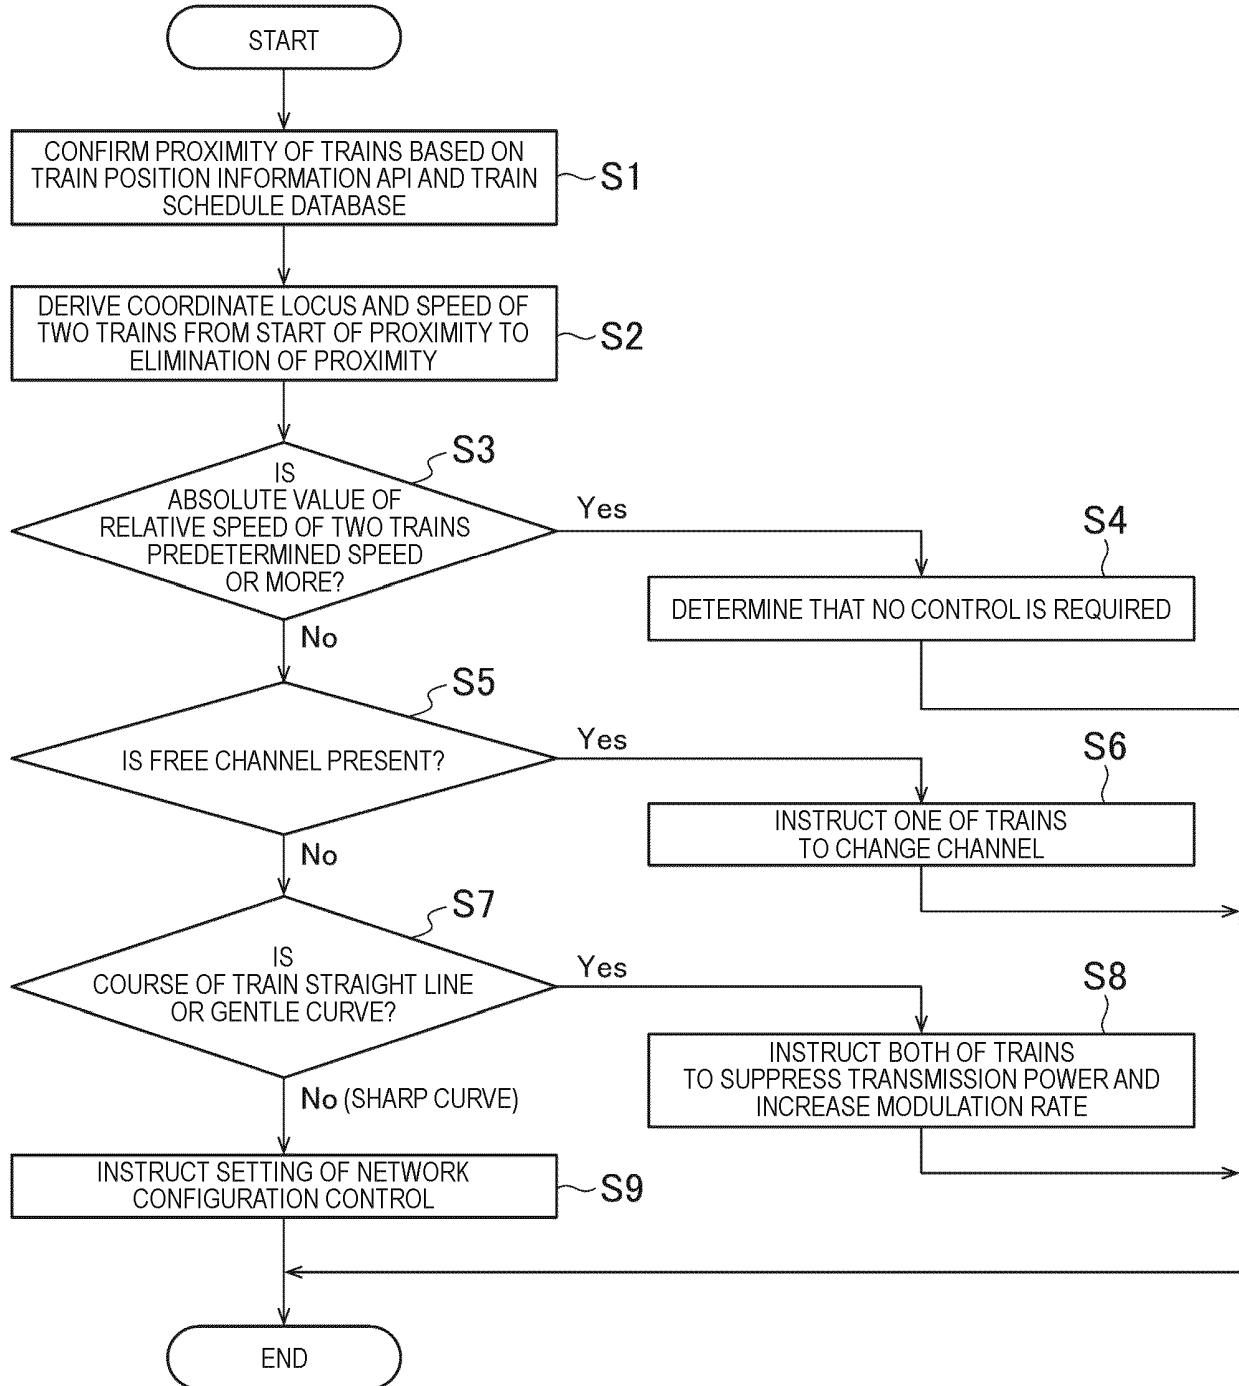 START
CONFIRM PROXIMITY OF TRAINS BASED ON
TRAIN POSITION INFORMATION API AND TRAIN
SCHEDULE DATABASE
S1
DERIVE COORDINATE LOCUS AND SPEED OF
TWO TRAINS FROM START OF PROXIMITY TO
ELIMINATION OF PROXIMITY
S2
S3
IS
ABSOLUTE VALUE OF
RELATIVE SPEED OF TWO TRAINS
PREDETERMINED SPEED
OR MORE?
Yes
No
S4
DETERMINE THAT NO CONTROL IS REQUIRED
S5
IS FREE CHANNEL PRESENT?
Yes
No
S6
INSTRUCT ONE OF TRAINS
TO CHANGE CHANNEL
S7
IS
COURSE OF TRAIN STRAIGHT LINE
OR GENTLE CURVE?
Yes
No (SHARP CURVE)
S8
INSTRUCT BOTH OF TRAINS
TO SUPPRESS TRANSMISSION POWER AND
INCREASE MODULATION RATE
INSTRUCT SETTING OF NETWORK
CONFIGURATION CONTROL
S9
END